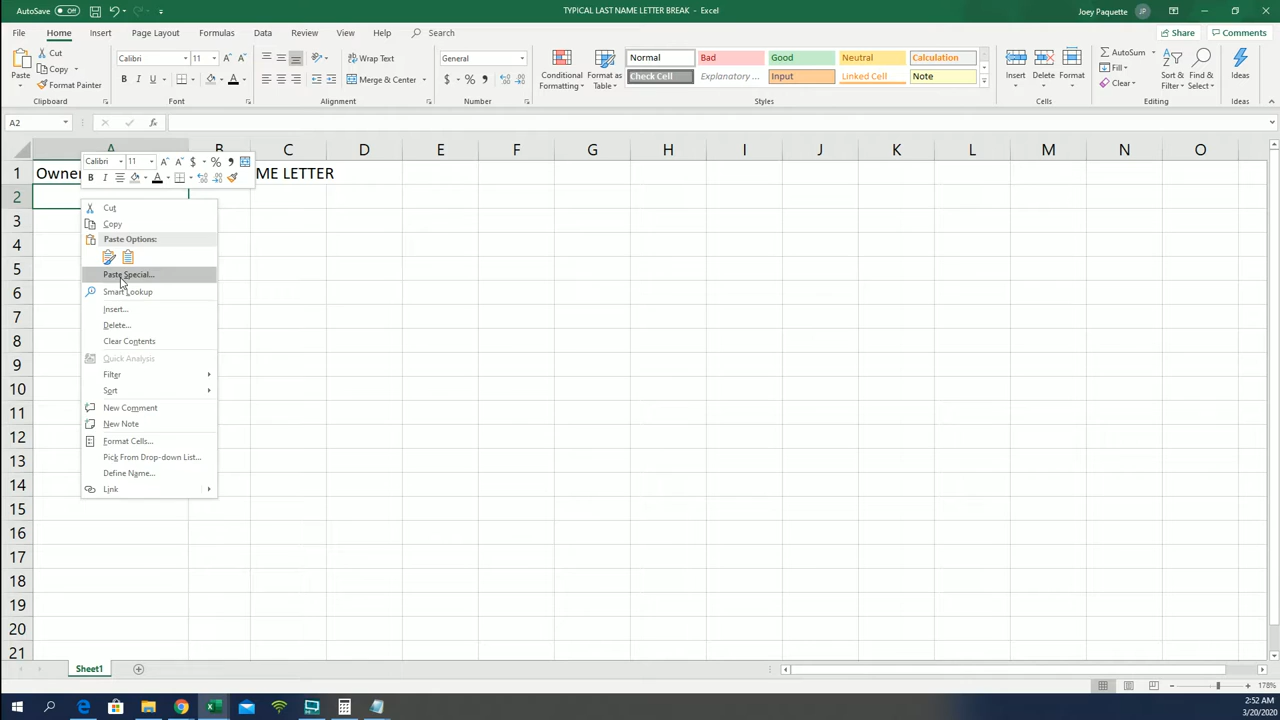 AutoSave Off TYPICAL LAST NAME LETTER BREAK - Excel Joey Paquette JP
File Home Insert Page Layout Formulas Data Review View Help Search Share Comments
Paste Cut Copy Format Painter
Clipboard
Calibri 11 A A B I U A
Font
Wrap Text Merge & Center
Alignment
General $ % ,
Number
Conditional Formatting Format as Table
Normal Bad Good Neutral Calculation
Check Cell Explanatory ... Input Linked Cell Note
Styles
Insert Delete Format
Cells
AutoSum Fill Clear Sort & Filter Find & Select
Editing
Ideas
Ideas
A2 fx
A B C D E F G H I J K L M N O
Calibri 11 A A $ % ,
B I A
1 Owner ME LETTER
2
3
4
5
6
7
8
9
10
11
12
13
14
15
16
17
18
19
20
21
Cut
Copy
Paste Options:
Paste Special...
Smart Lookup
Insert...
Delete...
Clear Contents
Quick Analysis
Filter
Sort
New Comment
New Note
Format Cells...
Pick From Drop-down List...
Define Name...
Link
Sheet1
178%
2:52 AM
3/20/2020